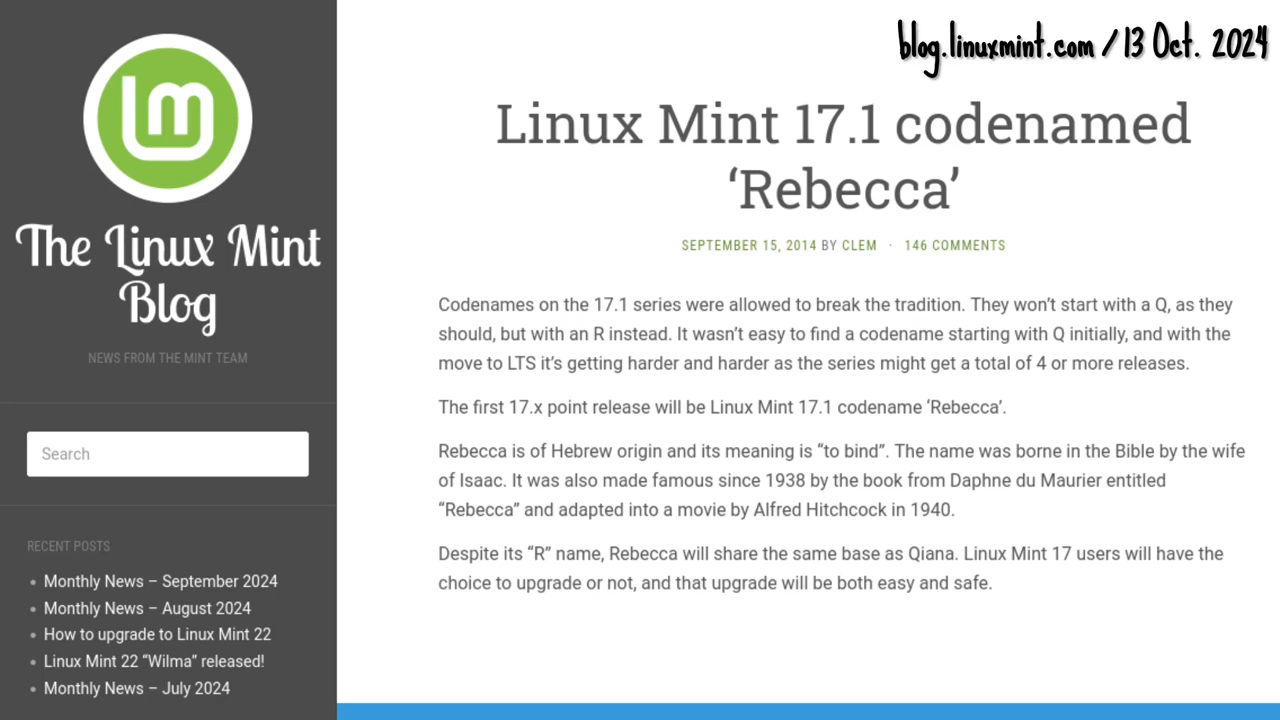 blog.linuxmint.com / 13 Oct. 2024
lm
The Linux Mint
Blog
NEWS FROM THE MINT TEAM
Search
RECENT POSTS
Monthly News – September 2024
Monthly News – August 2024
How to upgrade to Linux Mint 22
Linux Mint 22 “Wilma” released!
Monthly News – July 2024
Linux Mint 17.1 codenamed
‘Rebecca’
SEPTEMBER 15, 2014 BY CLEM · 146 COMMENTS
Codenames on the 17.1 series were allowed to break the tradition. They won’t start with a Q, as they
should, but with an R instead. It wasn’t easy to find a codename starting with Q initially, and with the
move to LTS it’s getting harder and harder as the series might get a total of 4 or more releases.
The first 17.x point release will be Linux Mint 17.1 codename ‘Rebecca’.
Rebecca is of Hebrew origin and its meaning is “to bind”. The name was borne in the Bible by the wife
of Isaac. It was also made famous since 1938 by the book from Daphne du Maurier entitled
“Rebecca” and adapted into a movie by Alfred Hitchcock in 1940.
Despite its “R” name, Rebecca will share the same base as Qiana. Linux Mint 17 users will have the
choice to upgrade or not, and that upgrade will be both easy and safe.